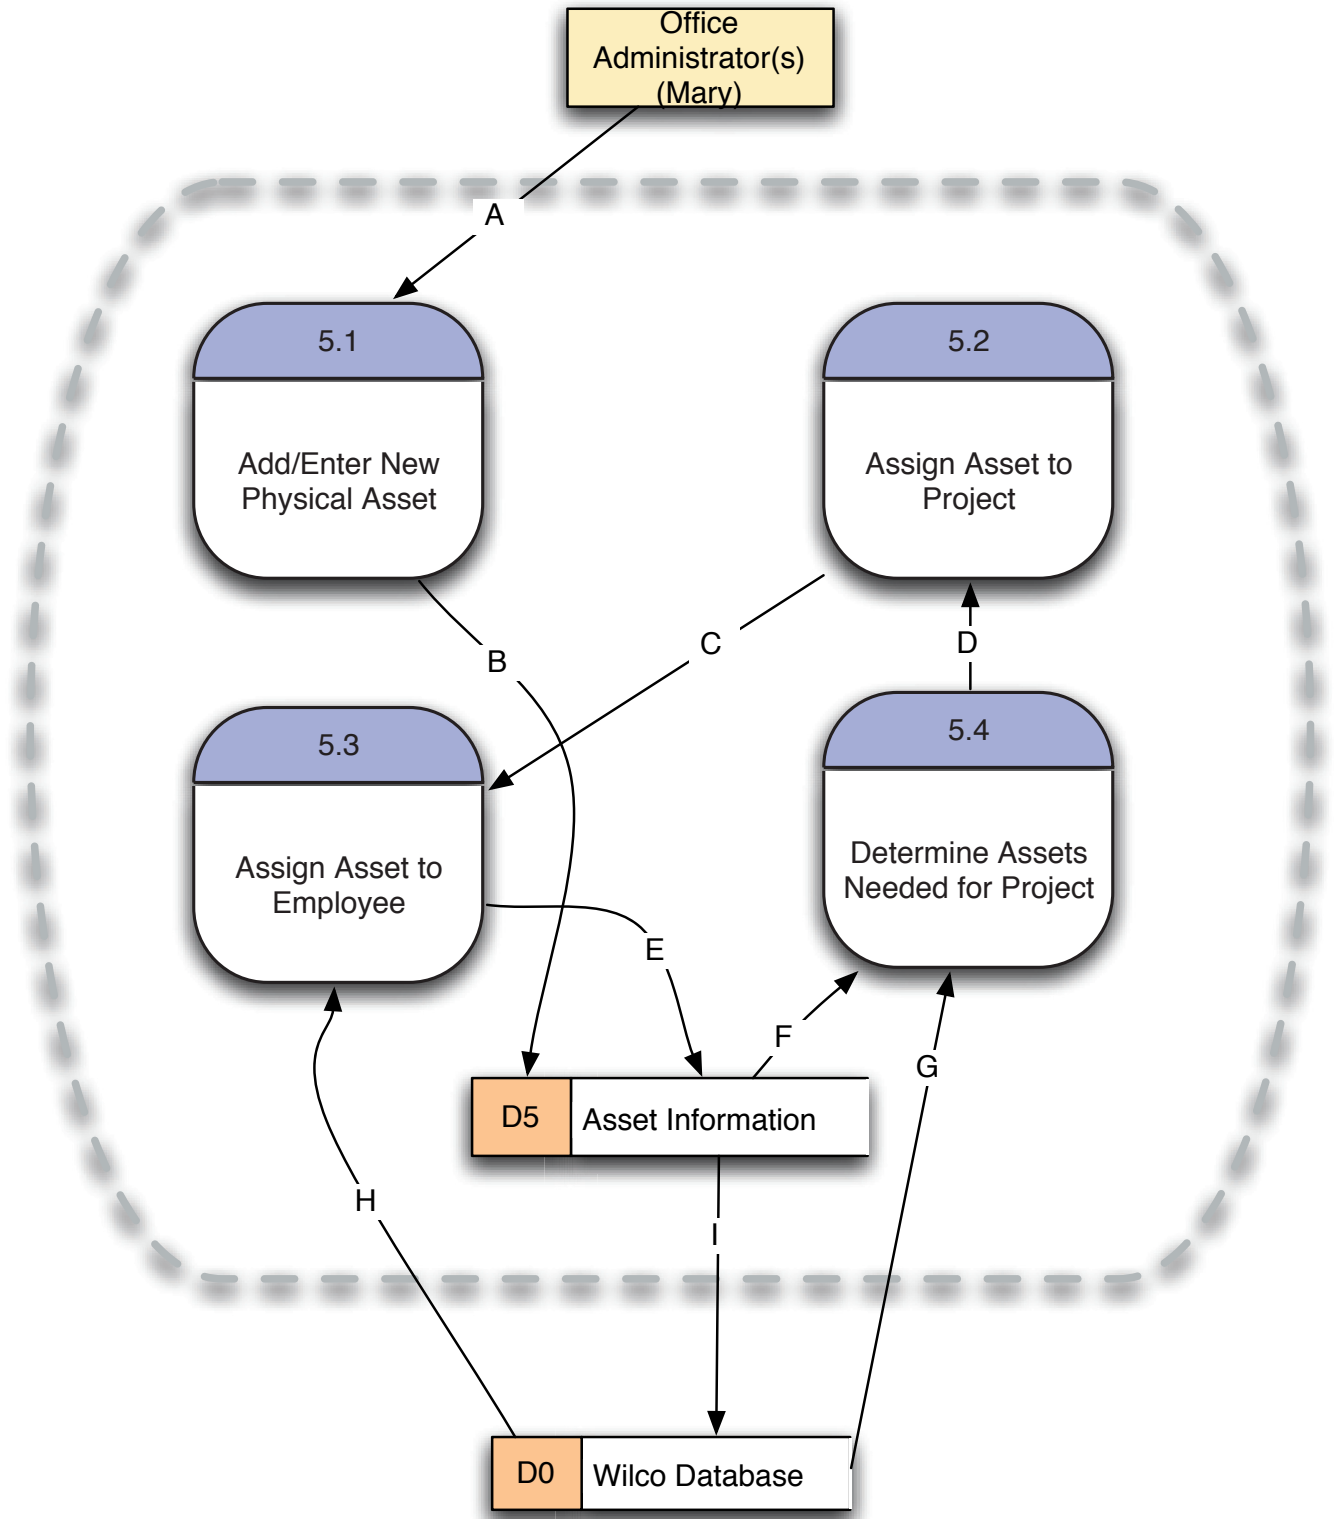 Office
Administrator(s)
(Mary)
A
5.1
Add/Enter New
Physical Asset
5.2
Assign Asset to
Project
B
C
D
5.3
Assign Asset to
Employee
5.4
Determine Assets
Needed for Project
E
F
G
D5
Asset Information
H
I
D0
Wilco Database